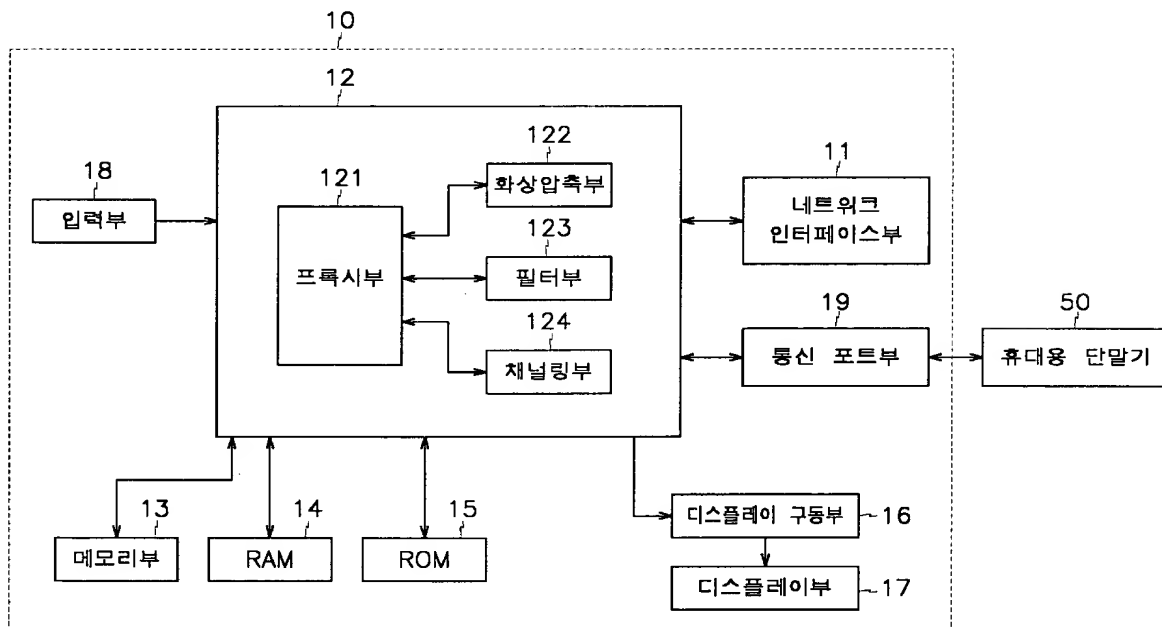 10
12
122
화상압축부
18
입력부
121
프록시부
123
필터부
124
채널링부
11
네트워크
인터페이스부
19
통신 포트부
50
휴대용 단말기
13
메모리부
14
RAM
15
ROM
디스플레이 구동부
16
디스플레이부
17